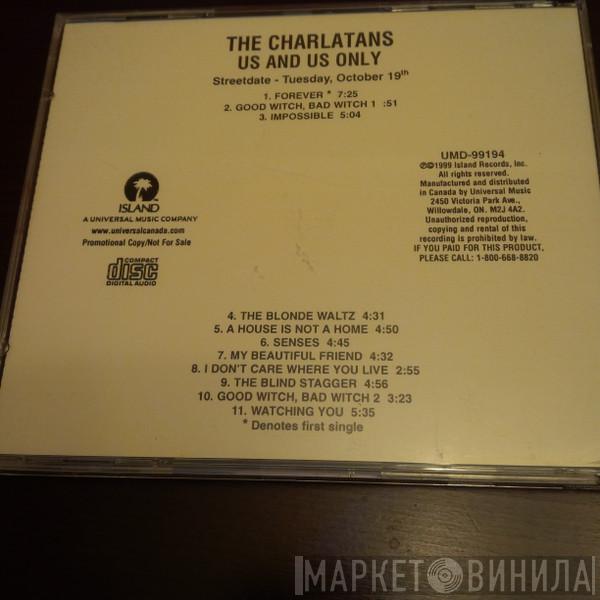 THE CHARLATANS
US AND US ONLY
Streetdate - Tuesday, October 19th
1. FOREVER * 7:25
2. GOOD WITCH, BAD WITCH 1 :51
3. IMPOSSIBLE 5:04
ISLAND
A UNIVERSAL MUSIC COMPANY
www.universalcanada.com
Promotional Copy/Not For Sale
COMPACT
disc
DIGITAL AUDIO
UMD-99194
℗©1999 Island Records, Inc.
All rights reserved.
Manufactured and distributed
in Canada by Universal Music
2450 Victoria Park Ave.,
Willowdale, ON. M2J 4A2.
Unauthorized reproduction,
copying and rental of this
recording is prohibited by law.
IF YOU PAID FOR THIS PRODUCT,
PLEASE CALL: 1-800-668-8820
4. THE BLONDE WALTZ 4:31
5. A HOUSE IS NOT A HOME 4:50
6. SENSES 4:45
7. MY BEAUTIFUL FRIEND 4:32
8. I DON'T CARE WHERE YOU LIVE 2:55
9. THE BLIND STAGGER 4:56
10. GOOD WITCH, BAD WITCH 2 3:23
11. WATCHING YOU 5:35
* Denotes first single
МАРКЕТ ВИНИЛА